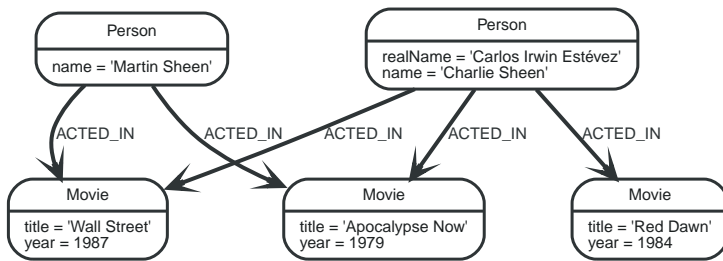 Person
name = 'Martin Sheen'
Person
realName = 'Carlos Irwin Estévez'
name = 'Charlie Sheen'
ACTED_IN
ACTED_IN
ACTED_IN
ACTED_IN
ACTED_IN
Movie
title = 'Wall Street'
year = 1987
Movie
title = 'Apocalypse Now'
year = 1979
Movie
title = 'Red Dawn'
year = 1984